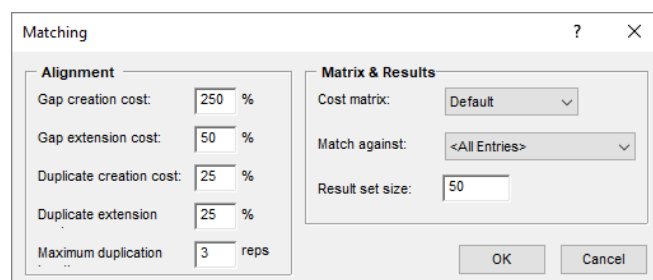 Matching ?
Alignment
Gap creation cost: 250 %
Gap extension cost: 50 %
Duplicate creation cost: 25 %
Duplicate extension 25 %
Maximum duplication 3 reps
Matrix & Results
Cost matrix: Default
Match against: <All Entries>
Result set size: 50
OK Cancel